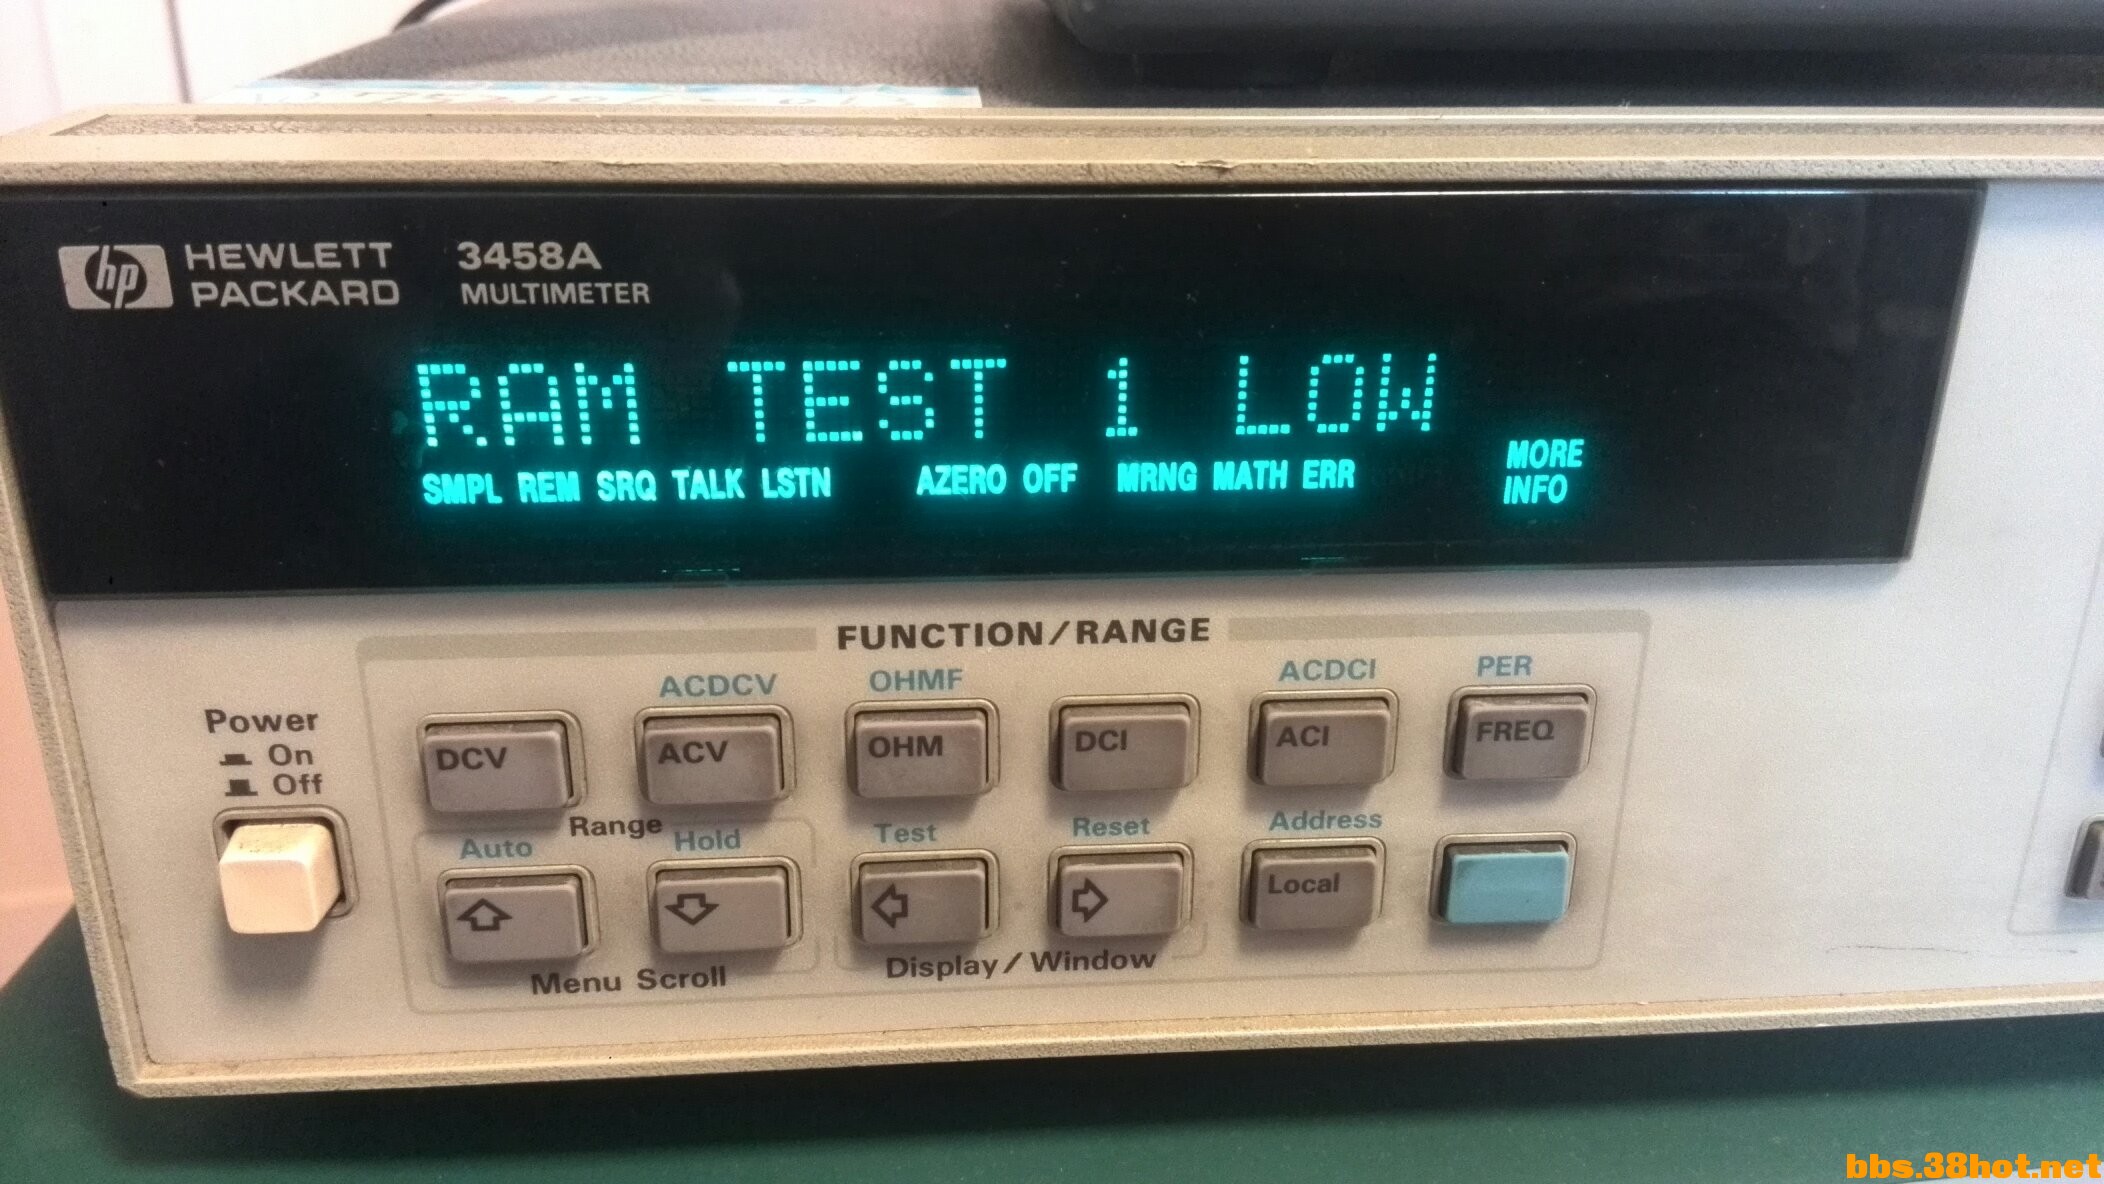 hp HEWLETT PACKARD
3458A
MULTIMETER
RAM TEST 1 LOW
SMPL REM SRQ TALK LSTN AZERO OFF MRNG MATH ERR MORE INFO
FUNCTION/RANGE
ACDCV OHMF ACDCI PER
Power
On
Off
DCV ACV OHM DCI ACI FREQ
Range
Auto Hold Test Reset Address
Local
Menu Scroll
Display/Window
bbs.38hot.net